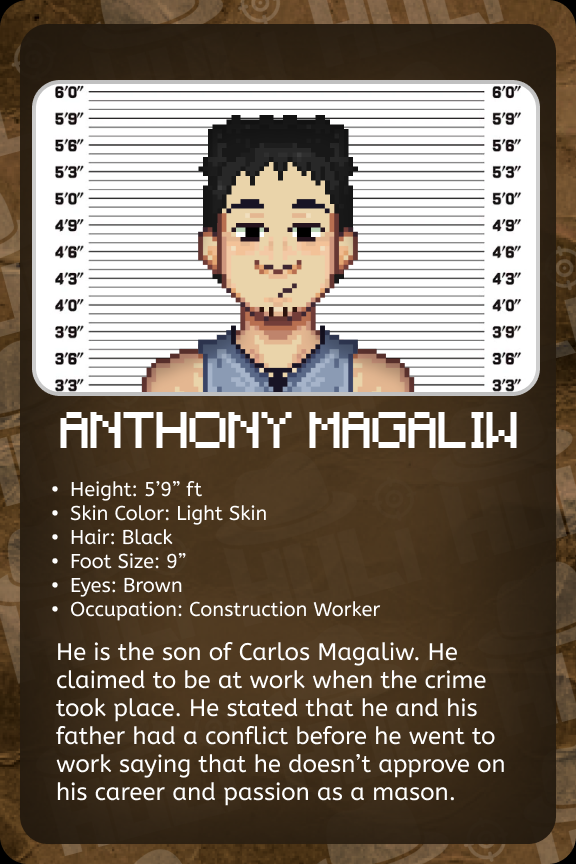 6'0" 6'0"
5'9" 5'9"
5'6" 5'6"
5'3" 5'3"
5'0" 5'0"
4'9" 4'9"
4'6" 4'6"
4'3" 4'3"
4'0" 4'0"
3'9" 3'9"
3'6" 3'6"
3'3" 3'3"
ANTHONY MAGALIW
• Height: 5’9” ft
• Skin Color: Light Skin
• Hair: Black
• Foot Size: 9”
• Eyes: Brown
• Occupation: Construction Worker
He is the son of Carlos Magaliw. He
claimed to be at work when the crime
took place. He stated that he and his
father had a conflict before he went to
work saying that he doesn’t approve on
his career and passion as a mason.